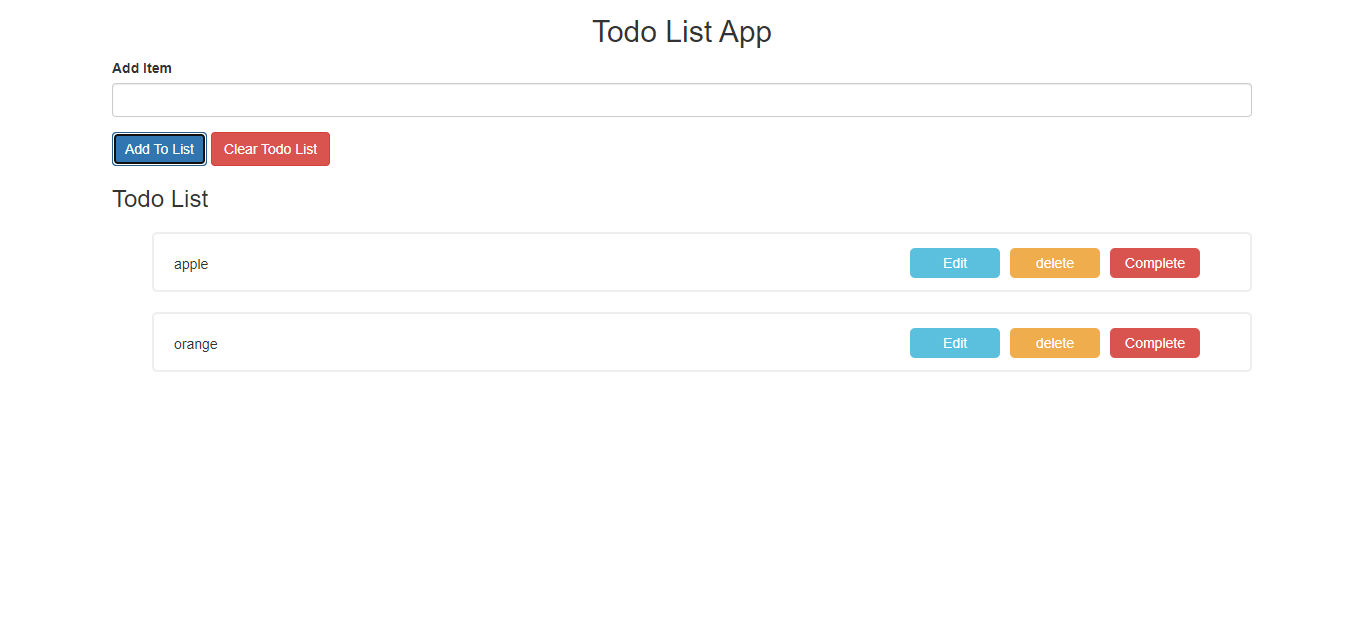 Todo List App
Add Item
Add To List Clear Todo List
Todo List
apple Edit delete Complete
orange Edit delete Complete